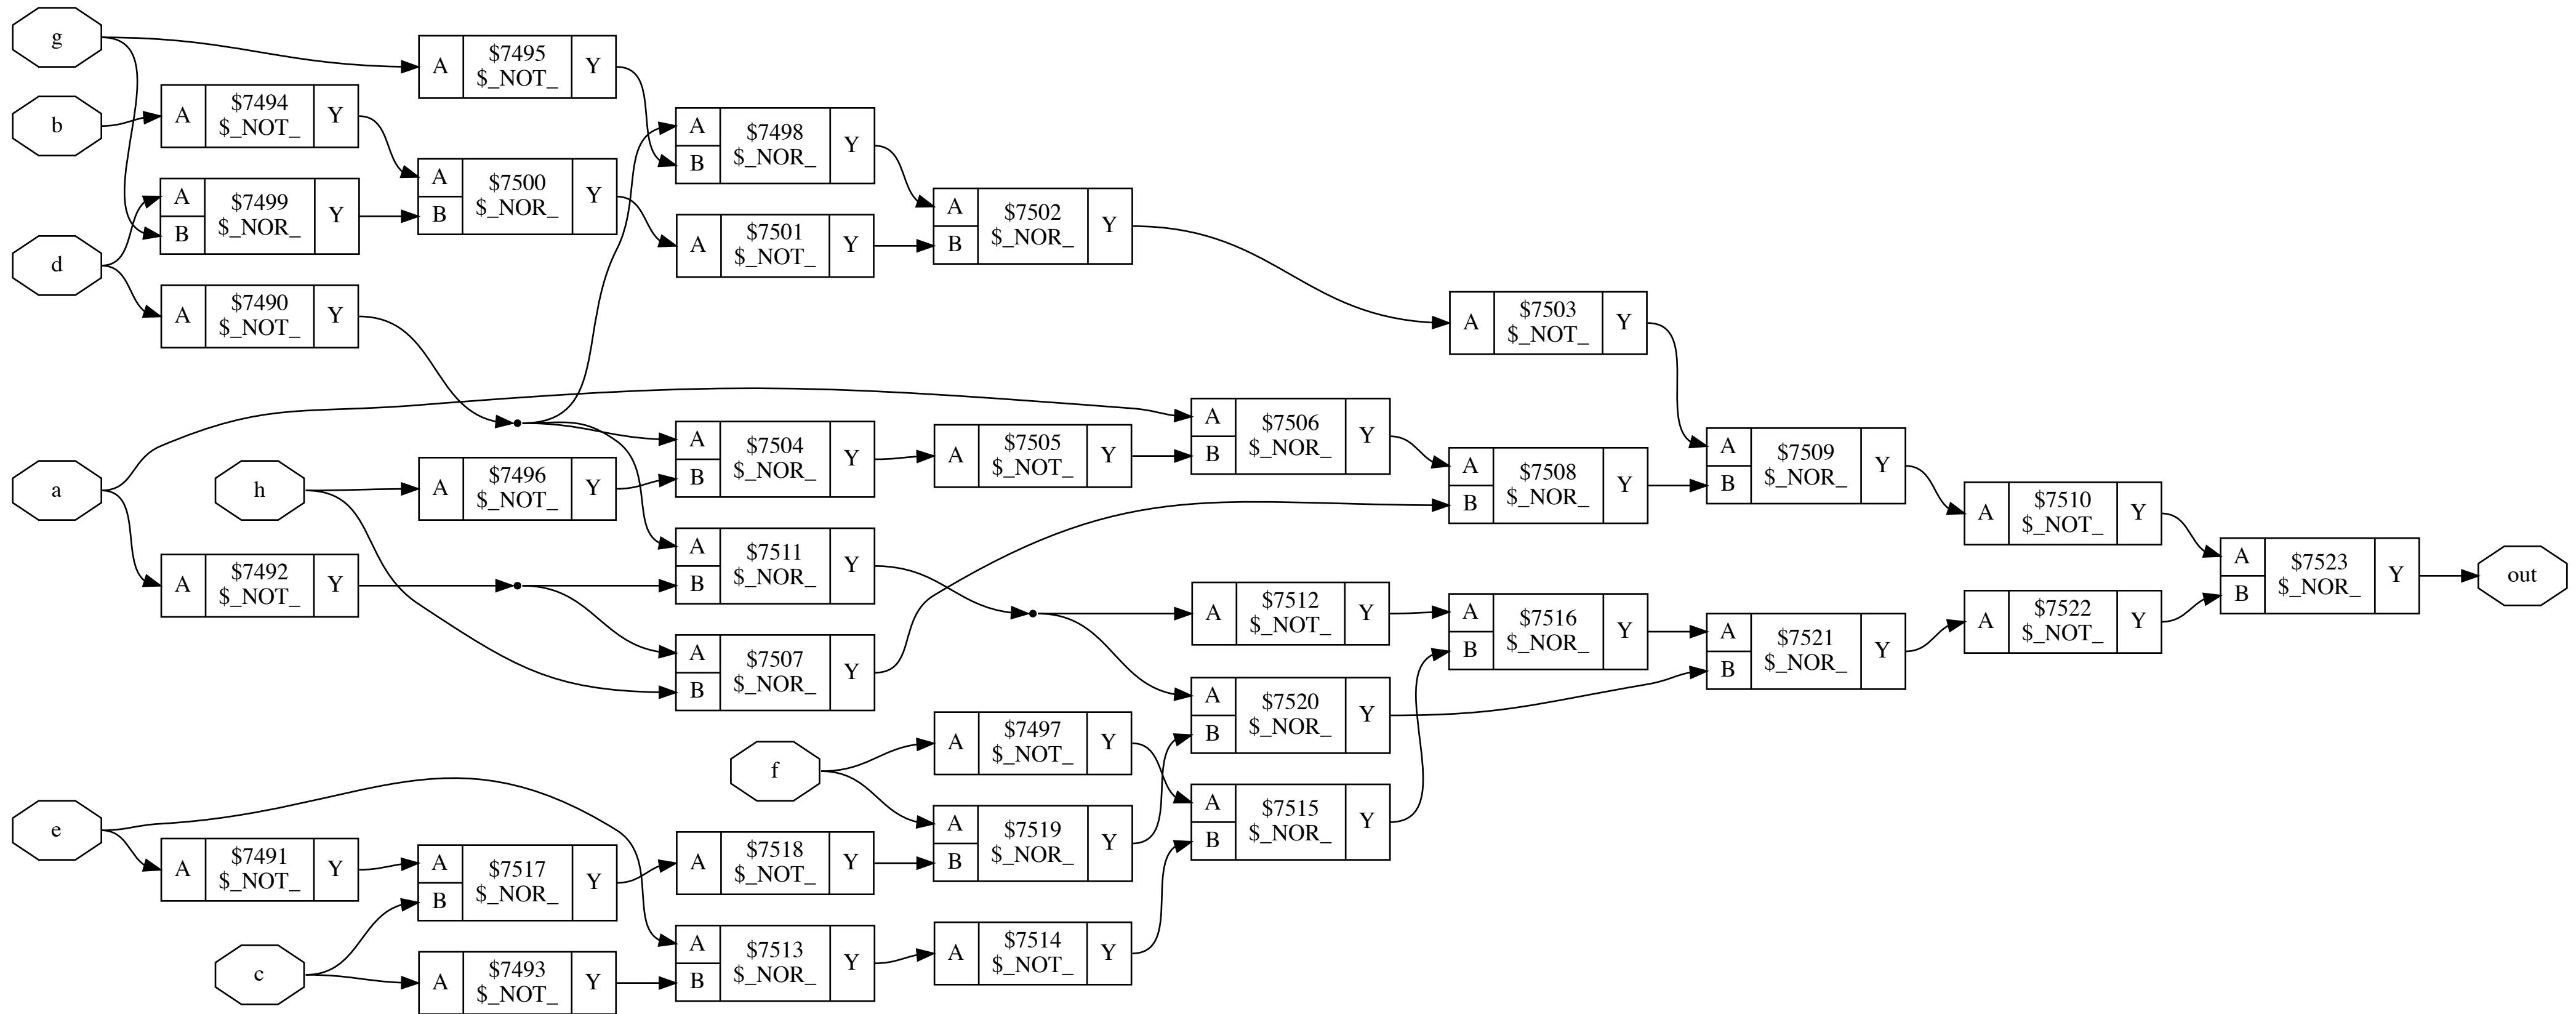 g
b
d
a
h
e
c
f
A $7495 $_NOT_ Y
A $7494 $_NOT_ Y
A B $7499 $_NOR_ Y
A $7490 $_NOT_ Y
A B $7500 $_NOR_ Y
A B $7498 $_NOR_ Y
A $7501 $_NOT_ Y
A B $7502 $_NOR_ Y
A $7503 $_NOT_ Y
A $7496 $_NOT_ Y
A $7492 $_NOT_ Y
A B $7504 $_NOR_ Y
A $7505 $_NOT_ Y
A B $7506 $_NOR_ Y
A B $7511 $_NOR_ Y
A B $7507 $_NOR_ Y
A B $7508 $_NOR_ Y
A B $7509 $_NOR_ Y
A $7510 $_NOT_ Y
A $7512 $_NOT_ Y
A B $7516 $_NOR_ Y
A B $7520 $_NOR_ Y
A B $7521 $_NOR_ Y
A $7522 $_NOT_ Y
A B $7523 $_NOR_ Y
out
A $7497 $_NOT_ Y
A B $7519 $_NOR_ Y
A B $7515 $_NOR_ Y
A $7491 $_NOT_ Y
A B $7517 $_NOR_ Y
A $7518 $_NOT_ Y
A $7493 $_NOT_ Y
A B $7513 $_NOR_ Y
A $7514 $_NOT_ Y